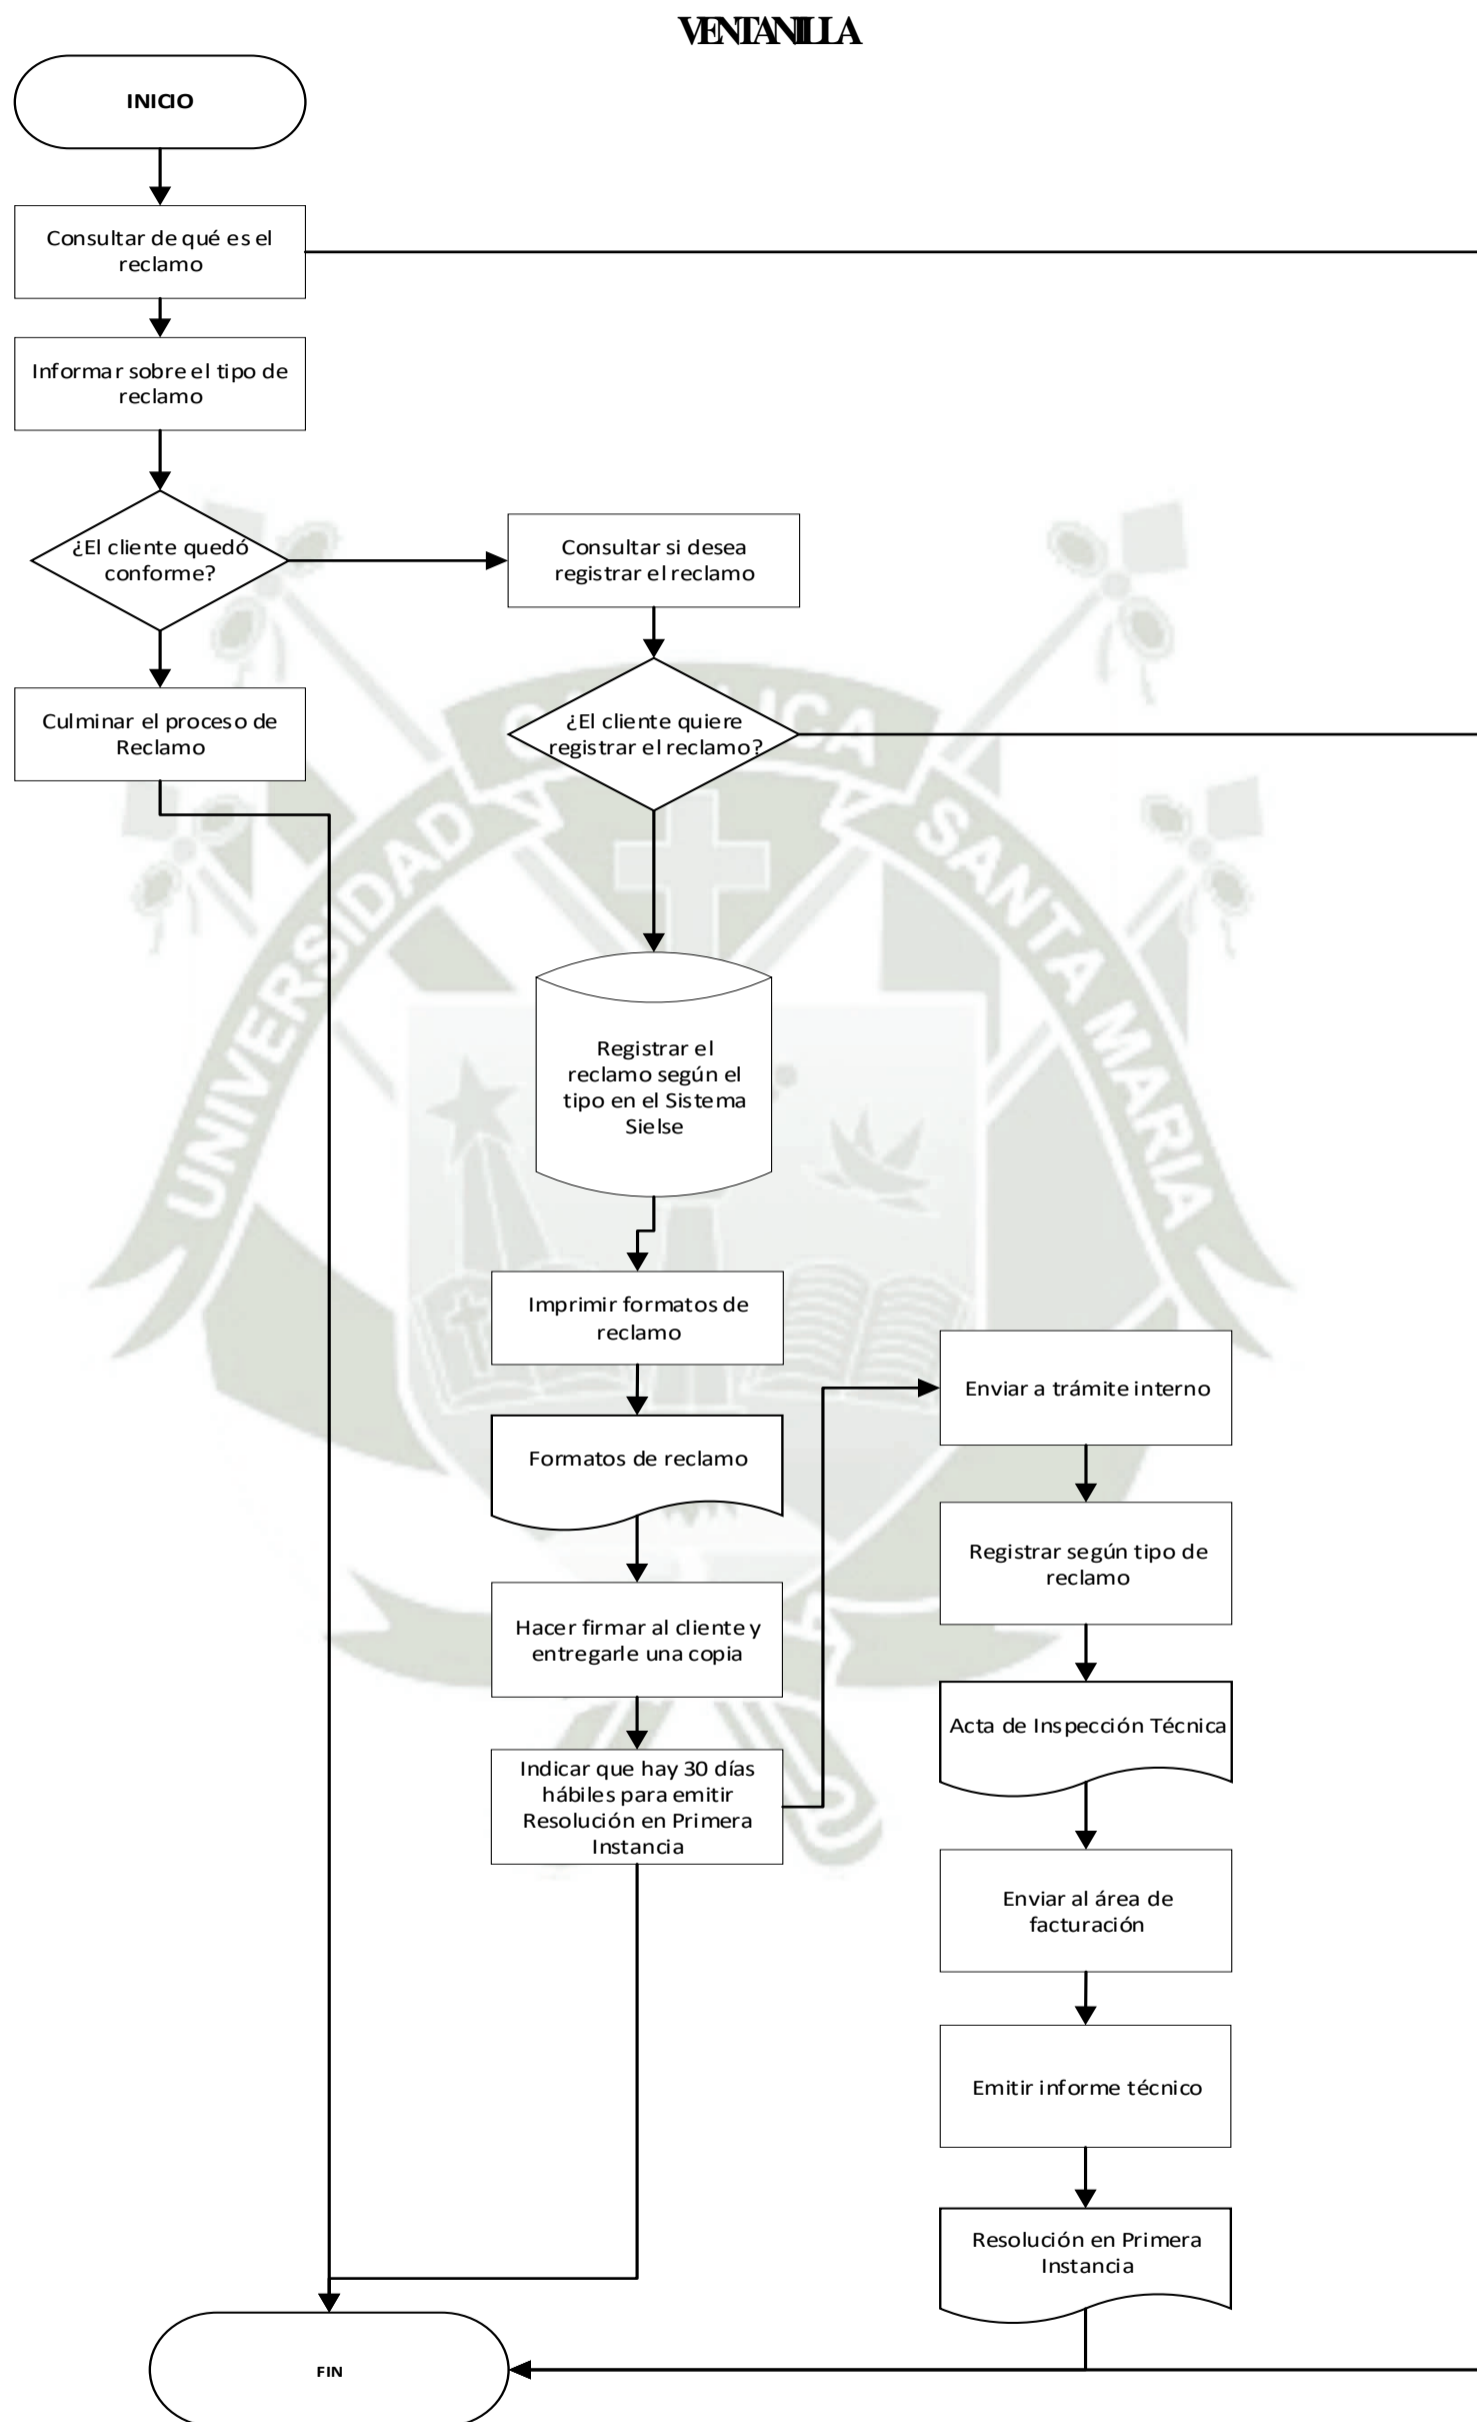 VENTANILLA
INICIO
Consultar de qué es el
reclamo
Informar sobre el tipo de
reclamo
¿El cliente quedó
conforme?
Consultar si desea
registrar el reclamo
Culminar el proceso de
Reclamo
¿El cliente quiere
registrar el reclamo?
UNIVERSIDAD
CATOLICA
SANTA MARIA
Registrar el
reclamo según el
tipo en el Sistema
Sielse
Imprimir formatos de
reclamo
Formatos de reclamo
Hacer firmar al cliente y
entregarle una copia
Indicar que hay 30 días
hábiles para emitir
Resolución en Primera
Instancia
Enviar a trámite interno
Registrar según tipo de
reclamo
Acta de Inspección Técnica
Enviar al área de
facturación
Emitir informe técnico
Resolución en Primera
Instancia
FIN